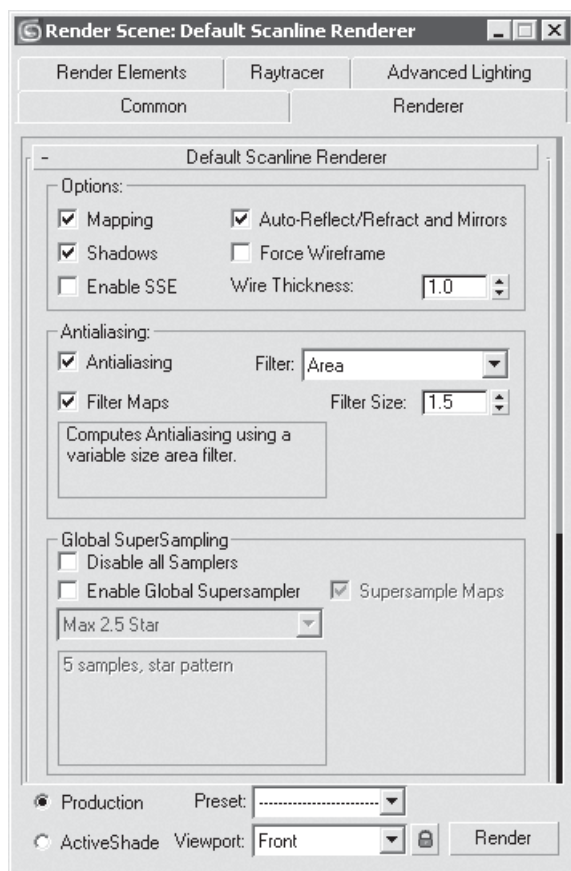 Render Scene: Default Scanline Renderer
Render Elements Raytracer Advanced Lighting
Common Renderer
- Default Scanline Renderer
Options:
Mapping Auto-Reflect/Refract and Mirrors
Shadows Force Wireframe
Enable SSE Wire Thickness: 1.0
Antialiasing:
Antialiasing Filter: Area
Filter Maps Filter Size: 1.5
Computes Antialiasing using a
variable size area filter.
Global SuperSampling
Disable all Samplers
Enable Global Supersampler Supersample Maps
Max 2.5 Star
5 samples, star pattern
Production Preset: -------------------------
ActiveShade Viewport: Front Render